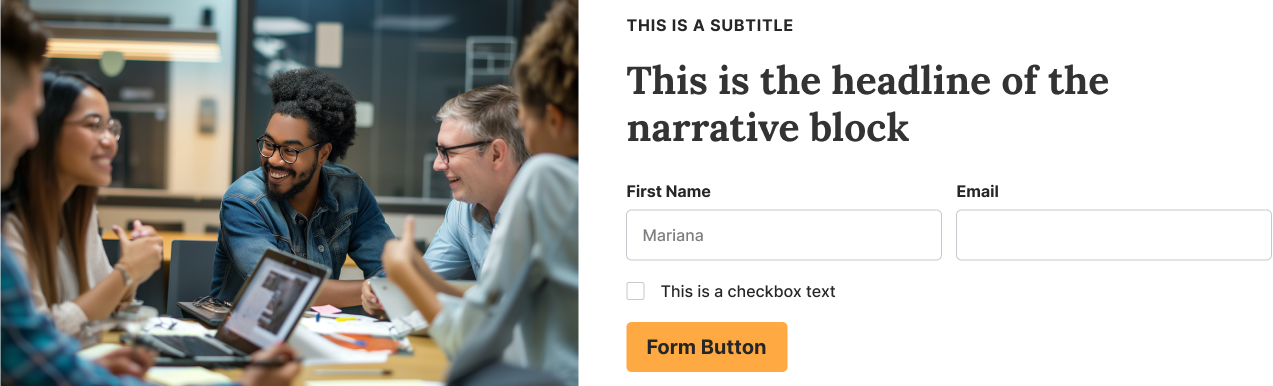 THIS IS A SUBTITLE
This is the headline of the
narrative block
First Name
Email
Mariana
This is a checkbox text
Form Button